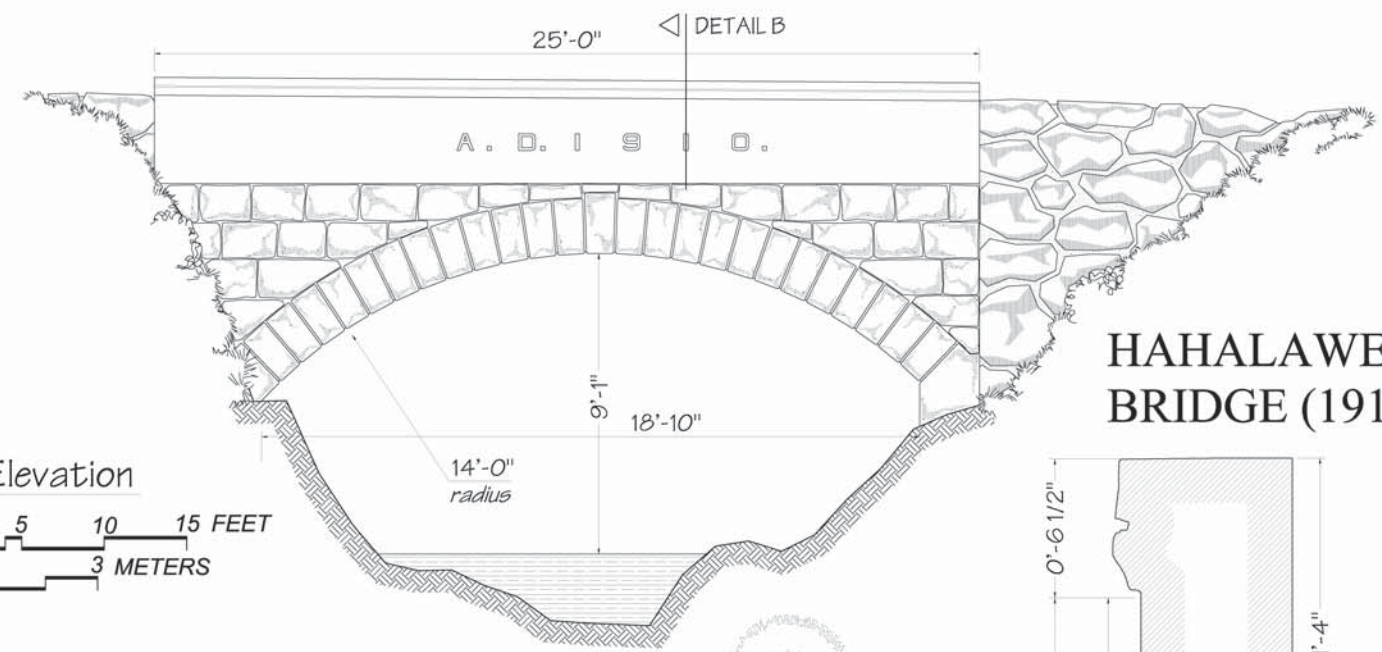 DETAIL B
25'-0"
A. D. 1 9 1 0.
9'-1"
18'-10"
14'-0"
radius
HAHALAWE
BRIDGE (191
Elevation
5 10 15 FEET
3 METERS
0'-6 1/2"
'-4"